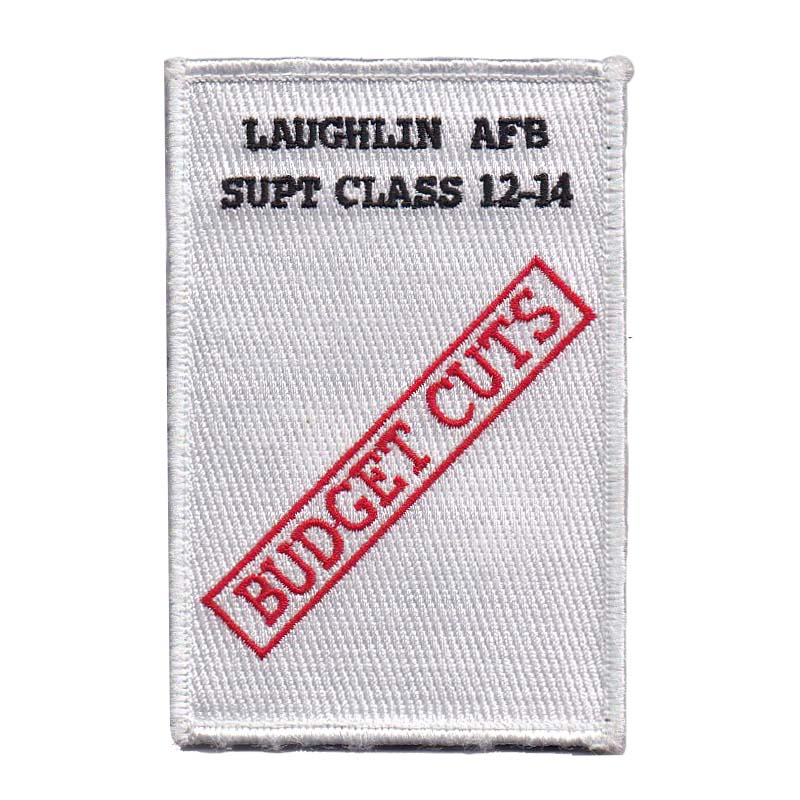 LAUGHLIN AFB
SUPT CLASS 12-14
BUDGET CUTS